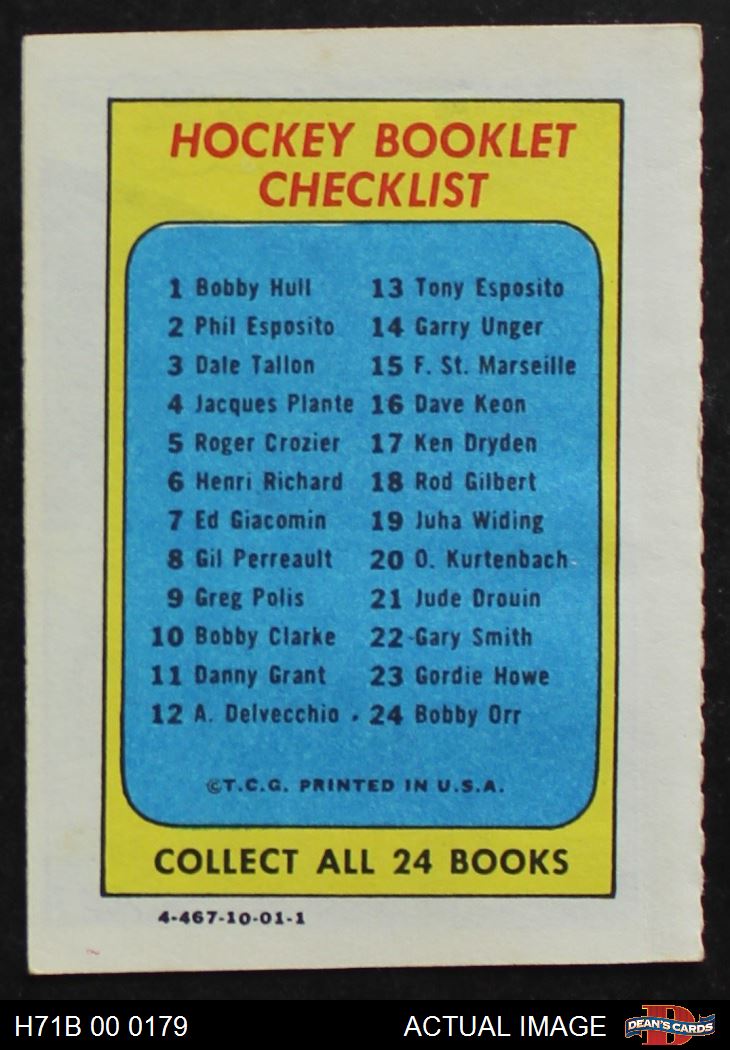 HOCKEY BOOKLET
CHECKLIST
1 Bobby Hull
2 Phil Esposito
3 Dale Tallon
4 Jacques Plante
5 Roger Crozier
6 Henri Richard
7 Ed Giacomin
8 Gil Perreault
9 Greg Polis
10 Bobby Clarke
11 Danny Grant
12 A. Delvecchio
13 Tony Esposito
14 Garry Unger
15 F. St. Marseille
16 Dave Keon
17 Ken Dryden
18 Rod Gilbert
19 Juha Widing
20 O. Kurtenbach
21 Jude Drouin
22 Gary Smith
23 Gordie Howe
24 Bobby Orr
©T.C.G. PRINTED IN U.S.A.
COLLECT ALL 24 BOOKS
4-467-10-01-1
H71B 00 0179
ACTUAL IMAGE
DEAN'S CARDS